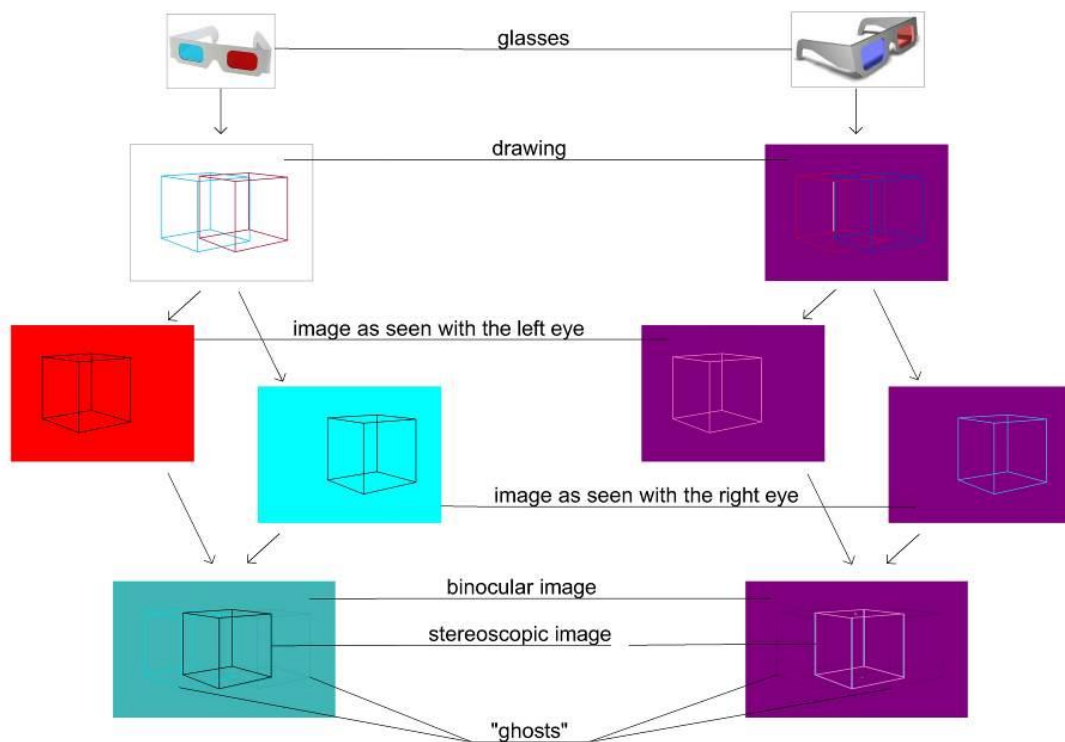 glasses
drawing
image as seen with the left eye
image as seen with the right eye
binocular image
stereoscopic image
"ghosts"